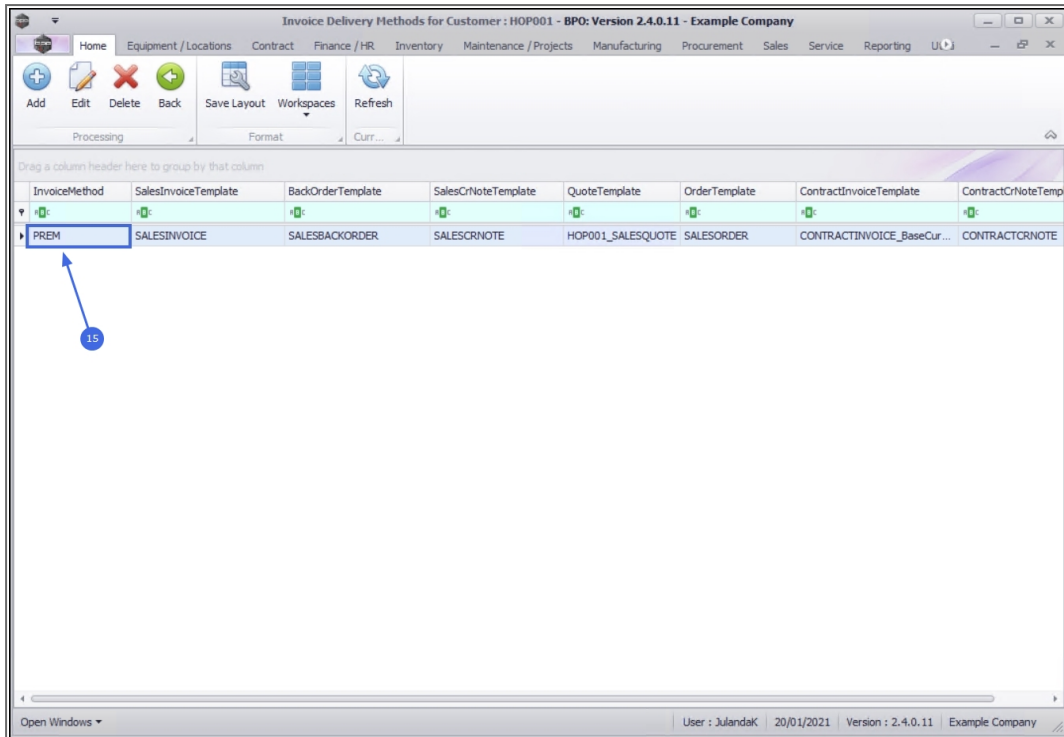 Invoice Delivery Methods for Customer : HOP001 - BPO: Version 2.4.0.11 - Example Company
Home Equipment / Locations Contract Finance / HR Inventory Maintenance / Projects Manufacturing Procurement Sales Service Reporting
Add Edit Delete Back Save Layout Workspaces Refresh
Processing Format Curr...
Drag a column header here to group by that column
InvoiceMethod SalesInvoiceTemplate BackOrderTemplate SalesCrNoteTemplate QuoteTemplate OrderTemplate ContractInvoiceTemplate ContractCrNoteTemp
PREM SALESINVOICE SALESBACKORDER SALESCRNOTE HOP001_SALESQUOTE SALESORDER CONTRACTINVOICE_BaseCur... CONTRACTCRNOTE
15
Open Windows User : JulandaK 20/01/2021 Version : 2.4.0.11 Example Company